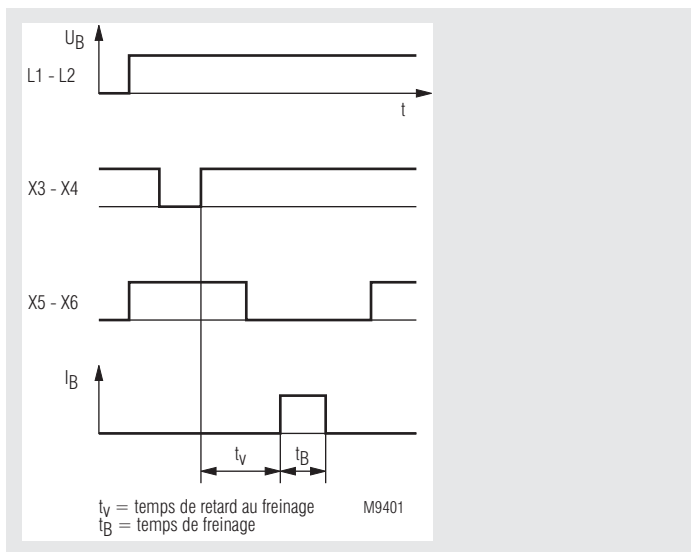 UB
L1 - L2
t
X3 - X4
X5 - X6
IB
tv tB
tv = temps de retard au freinage M9401
tB = temps de freinage